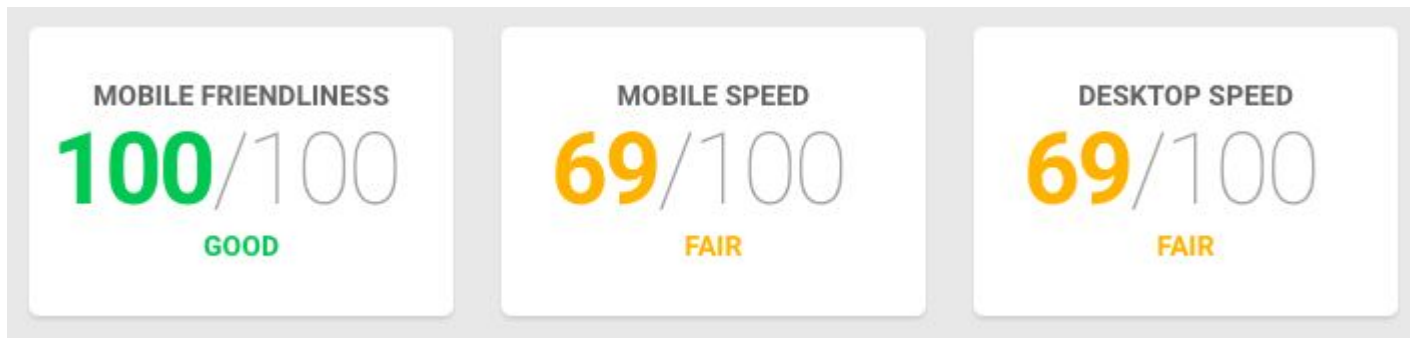 MOBILE FRIENDLINESS
100/100
GOOD
MOBILE SPEED
69/100
FAIR
DESKTOP SPEED
69/100
FAIR